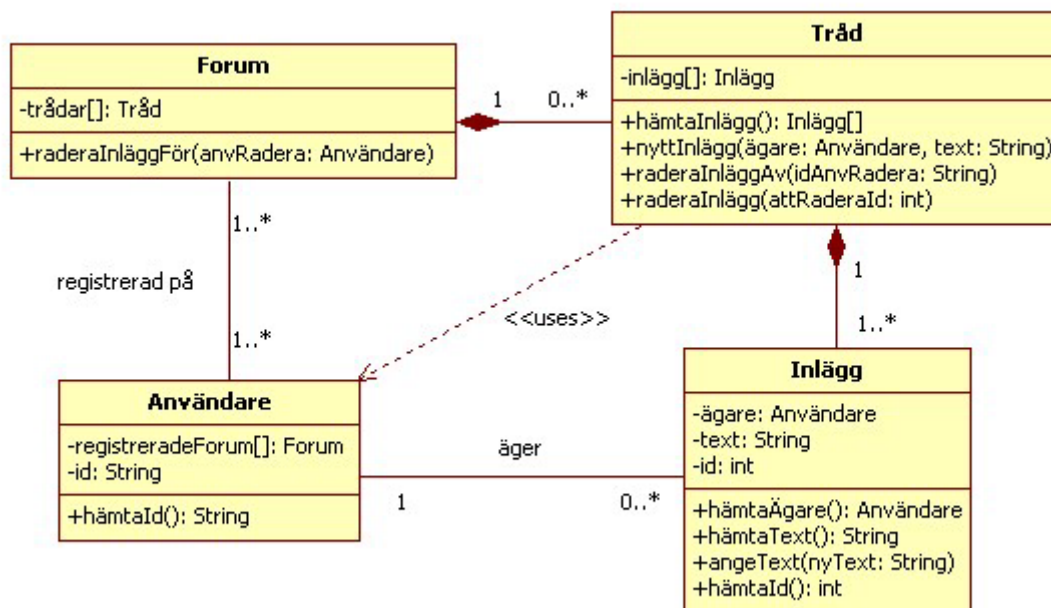 Forum
-trådar[]: Tråd
+raderaInläggFör(anvRadera: Användare)
1
0..*
Tråd
-inlägg[]: Inlägg
+hämtaInlägg(): Inlägg[]
+nyttInlägg(ägare: Användare, text: String)
+raderaInläggAv(idAnvRadera: String)
+raderaInlägg(attRaderaId: int)
1..*
registrerad på
1..*
<<uses>>
1
1..*
Användare
-registreradeForum[]: Forum
-id: String
+hämtaId(): String
äger
1
0..*
Inlägg
-ägare: Användare
-text: String
-id: int
+hämtaÄgare(): Användare
+hämtaText(): String
+angeText(nyText: String)
+hämtaId(): int